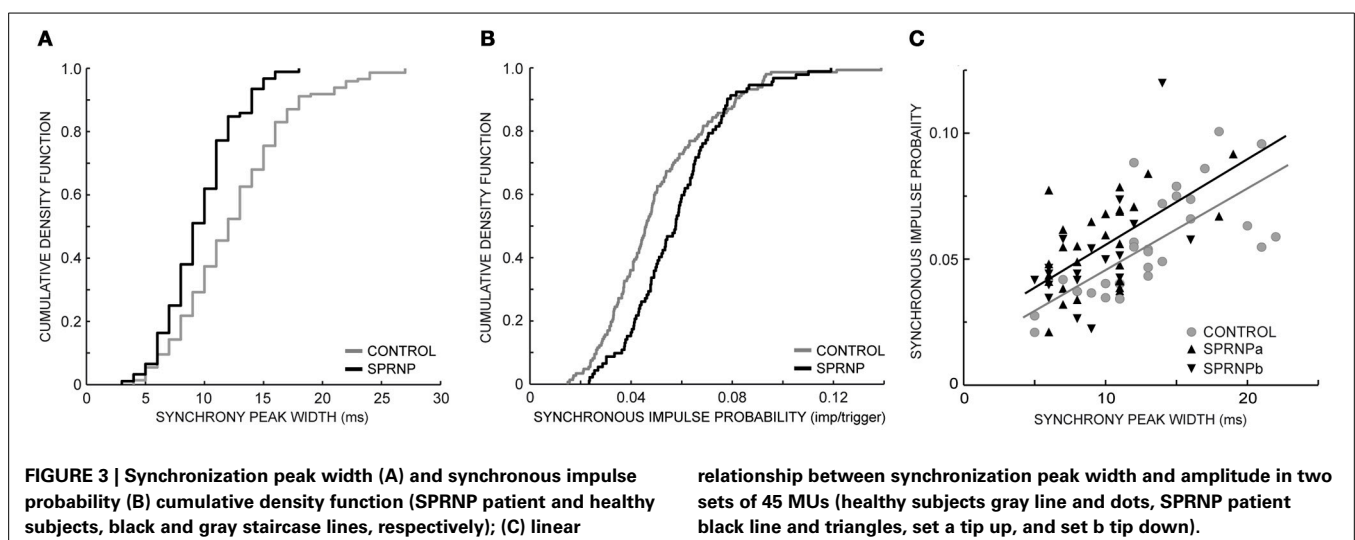 A
CUMULATIVE DENSITY FUNCTION
1.0
0.8
0.6
0.4
0.2
0
0 5 10 15 20 25 30
SYNCHRONY PEAK WIDTH (ms)
CONTROL
SPRNP
B
CUMULATIVE DENSITY FUNCTION
1.0
0.8
0.6
0.4
0.2
0
0 0.04 0.08 0.12
SYNCHRONOUS IMPULSE PROBABILITY (imp/trigger)
CONTROL
SPRNP
C
SYNCHRONOUS IMPULSE PROBABIITY
0.10
0.05
0
0 10 20
SYNCHRONY PEAK WIDTH (ms)
CONTROL
SPRNPa
SPRNPb
FIGURE 3 | Synchronization peak width (A) and synchronous impulse
probability (B) cumulative density function (SPRNP patient and healthy
subjects, black and gray staircase lines, respectively); (C) linear
relationship between synchronization peak width and amplitude in two
sets of 45 MUs (healthy subjects gray line and dots, SPRNP patient
black line and triangles, set a tip up, and set b tip down).